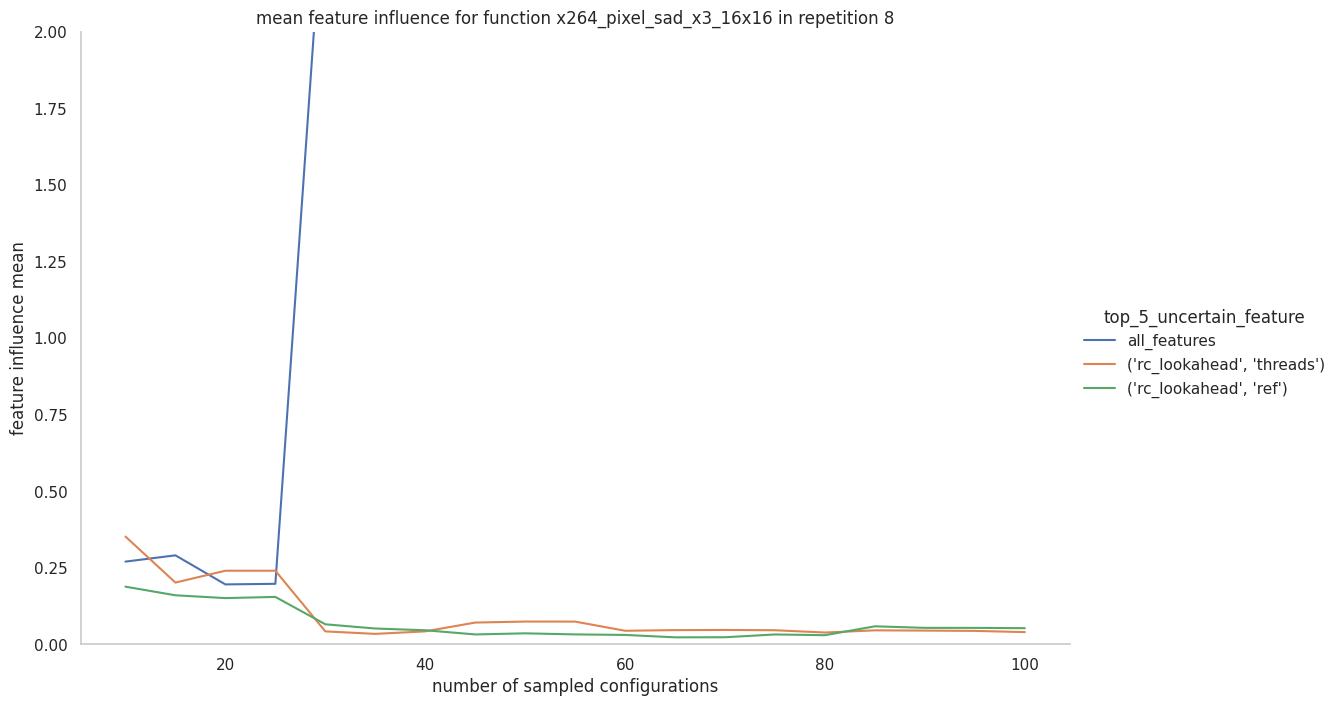 mean feature influence for function x264_pixel_sad_x3_16x16 in repetition 8
2.00
1.75
1.50
1.25
1.00
0.75
0.50
0.25
0.00
feature influence mean
20
40
60
80
100
number of sampled configurations
top_5_uncertain_feature
all_features
('rc_lookahead', 'threads')
('rc_lookahead', 'ref')